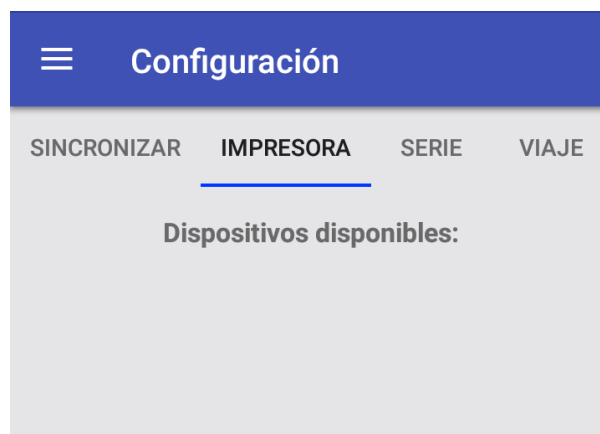 Configuración
SINCRONIZAR IMPRESORA SERIE VIAJE
Dispositivos disponibles: